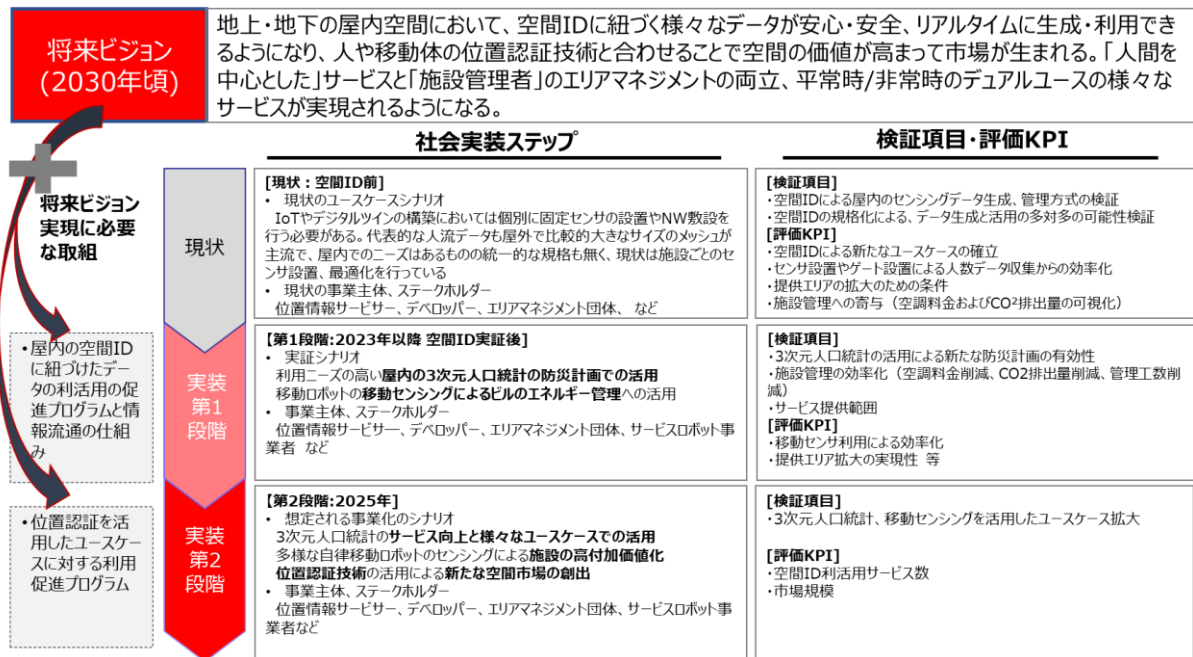 将来ビジョン
(2030年頃)
地上・地下の屋内空間において、空間IDに紐づく様々なデータが安心・安全、リアルタイムに生成・利用でき
るようになり、人や移動体の位置認証技術と合わせることで空間の価値が高まって市場が生まれる。「人間を
中心とした」サービスと「施設管理者」のエリアマネジメントの両立、平常時/非常時のデュアルユースの様々な
サービスが実現されるようになる。
社会実装ステップ
検証項目・評価KPI
将来ビジョン
実現に必要
な取組
現状
[現状：空間ID前]
• 現状のユースケースシナリオ
IoTやデジタルツインの構築においては個別に固定センサの設置やNW敷設を
行う必要がある。代表的な人流データも屋外で比較的大きなサイズのメッシュが
主流で、屋内でのニーズはあるものの統一的な規格も無く、現状は施設ごとのセ
ンサ設置、最適化を行っている
• 現状の事業主体、ステークホルダー
位置情報サービサー、デベロッパー、エリアマネジメント団体、 など
[検証項目]
・空間IDによる屋内のセンシングデータ生成、管理方式の検証
・空間IDの規格化による、データ生成と活用の多対多の可能性検証
[評価KPI]
・空間IDによる新たなユースケースの確立
・センサ設置やゲート設置による人数データ収集からの効率化
・提供エリアの拡大のための条件
・施設管理への寄与（空調料金およびCO²排出量の可視化）
・屋内の空間ID
に紐づけたデー
タの利活用の促
進プログラムと情
報流通の仕組
み
実装
第1
段階
【第1段階:2023年以降 空間ID実証後】
• 実証シナリオ
利用ニーズの高い屋内の3次元人口統計の防災計画での活用
移動ロボットの移動センシングによるビルのエネルギー管理への活用
• 事業主体、ステークホルダー
位置情報サービサー、デベロッパー、エリアマネジメント団体、サービスロボット事
業者 など
[検証項目]
・3次元人口統計の活用による新たな防災計画の有効性
・施設管理の効率化（空調料金削減、CO2排出量削減、管理工数削
減）
・サービス提供範囲
[評価KPI]
・移動センサ利用による効率化
・提供エリア拡大の実現性 等
・位置認証を活
用したユースケー
スに対する利用
促進プログラム
実装
第2
段階
【第2段階:2025年】
• 想定される事業化のシナリオ
3次元人口統計のサービス向上と様々なユースケースでの活用
多様な自律移動ロボットのセンシングによる施設の高付加価値化
位置認証技術の活用による新たな空間市場の創出
• 事業主体、ステークホルダー
位置情報サービサー、デベロッパー、エリアマネジメント団体、サービスロボット事
業者など
[検証項目]
・3次元人口統計、移動センシングを活用したユースケース拡大
[評価KPI]
・空間ID利活用サービス数
・市場規模